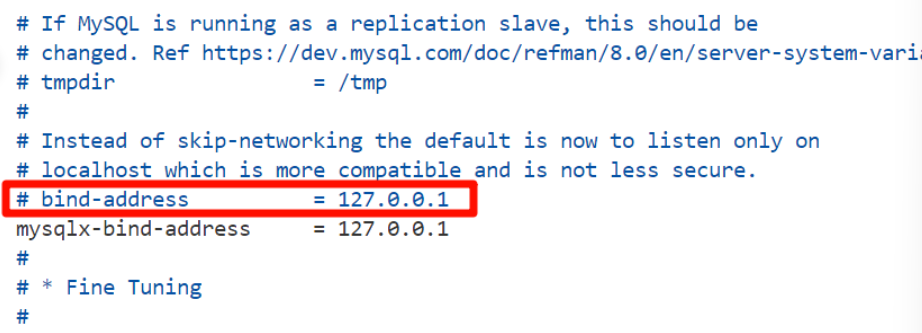 # If MySQL is running as a replication slave, this should be
# changed. Ref https://dev.mysql.com/doc/refman/8.0/en/server-system-varia
# tmpdir                = /tmp
#
# Instead of skip-networking the default is now to listen only on
# localhost which is more compatible and is not less secure.
# bind-address          = 127.0.0.1
mysqlx-bind-address     = 127.0.0.1
#
# * Fine Tuning
#